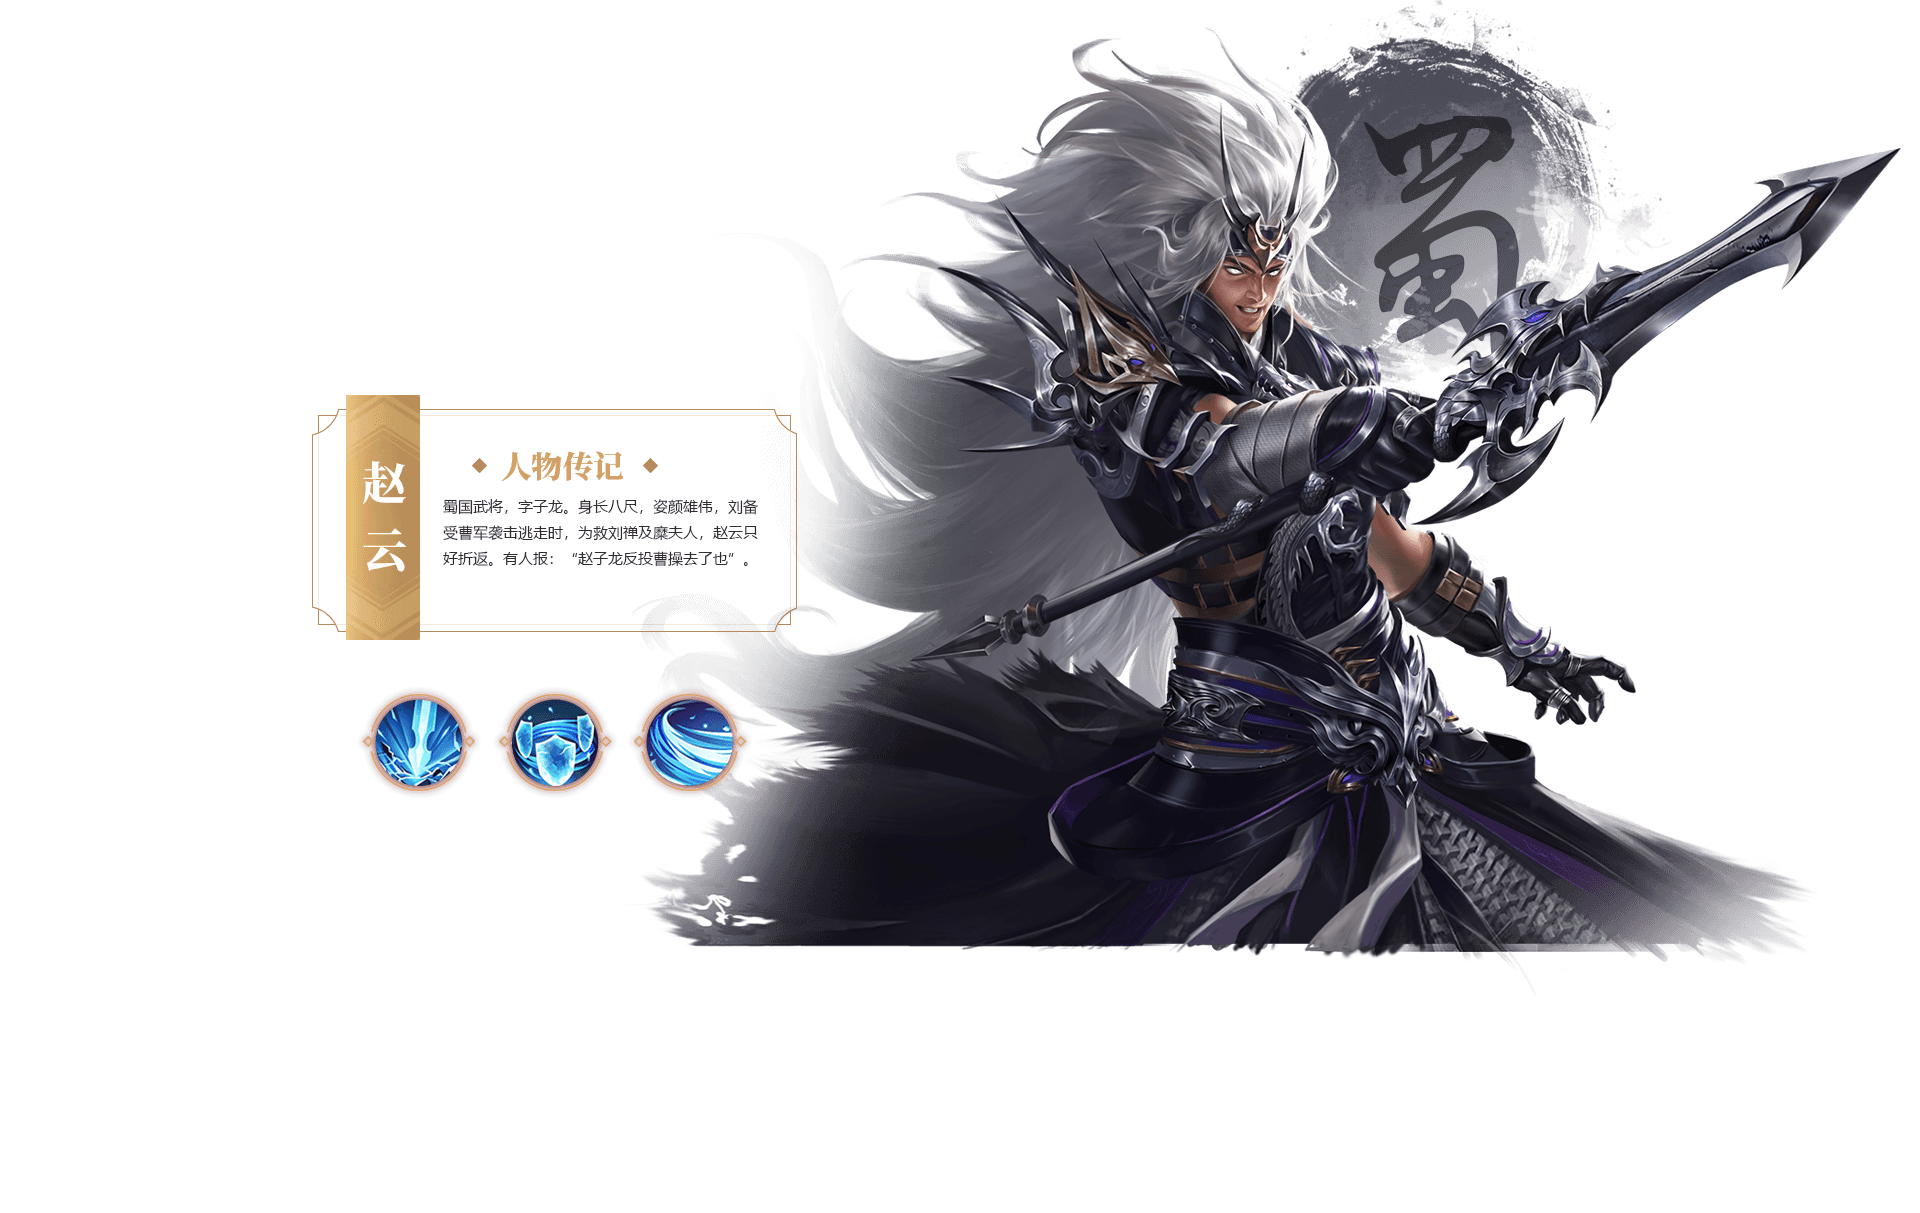 蜀
赵云
人物传记
蜀国武将，字子龙。身长八尺，姿颜雄伟，刘备
受曹军袭击逃走时，为救刘禅及糜夫人，赵云只
好折返。有人报：“赵子龙反投曹操去了也”。